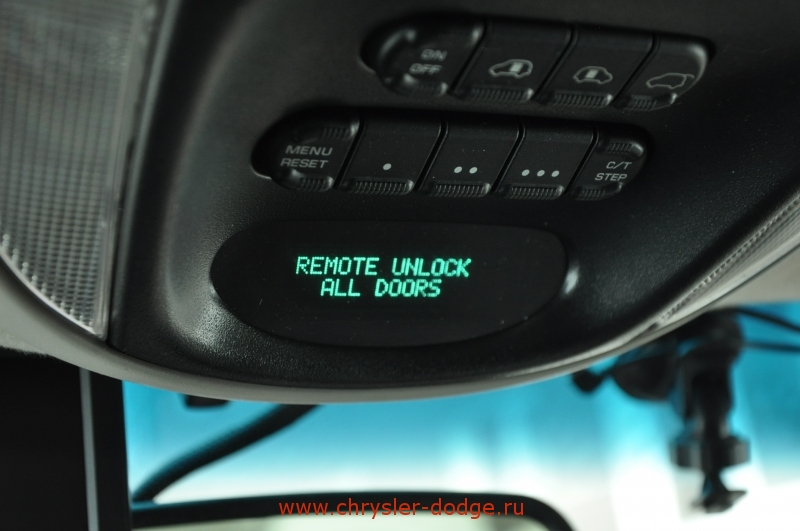 ON
OFF
MENU
RESET
C/T
STEP
REMOTE UNLOCK
ALL DOORS
www.chrysler-dodge.ru